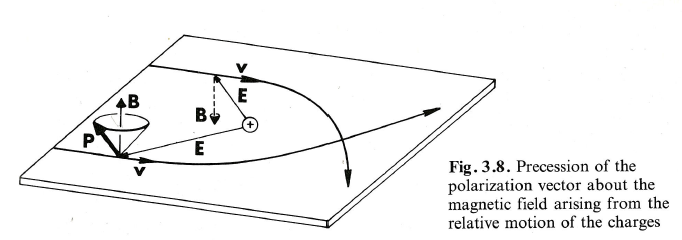 v
E
B
B
+
P
E
v
Fig. 3.8. Precession of the
polarization vector about the
magnetic field arising from the
relative motion of the charges